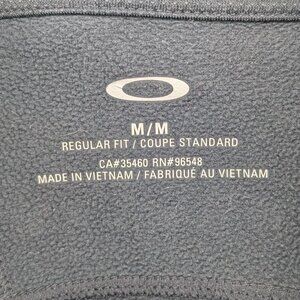 M/M
REGULAR FIT / COUPE STANDARD
CA#35460 RN#96548
MADE IN VIETNAM / FABRIQUÉ AU VIETNAM